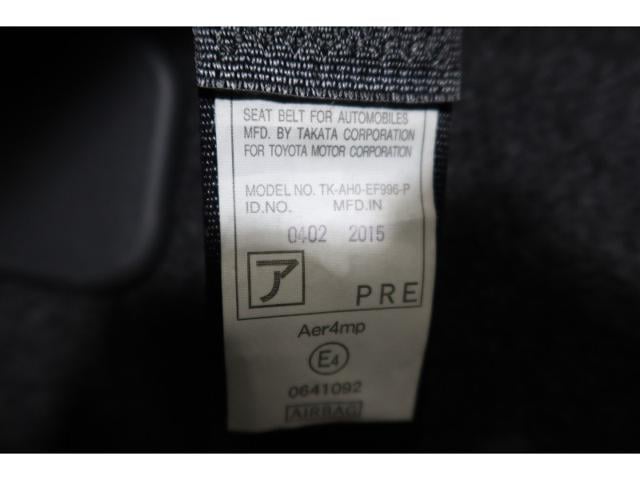 SEAT BELT FOR AUTOMOBILES
MFD. BY TAKATA CORPORATION
FOR TOYOTA MOTOR CORPORATION
MODEL NO. TK-AH0-EF996-P
ID.NO. MFD.IN
0402 2015
ア PRE
Aer4mp
E4
0641092
AIRBAG